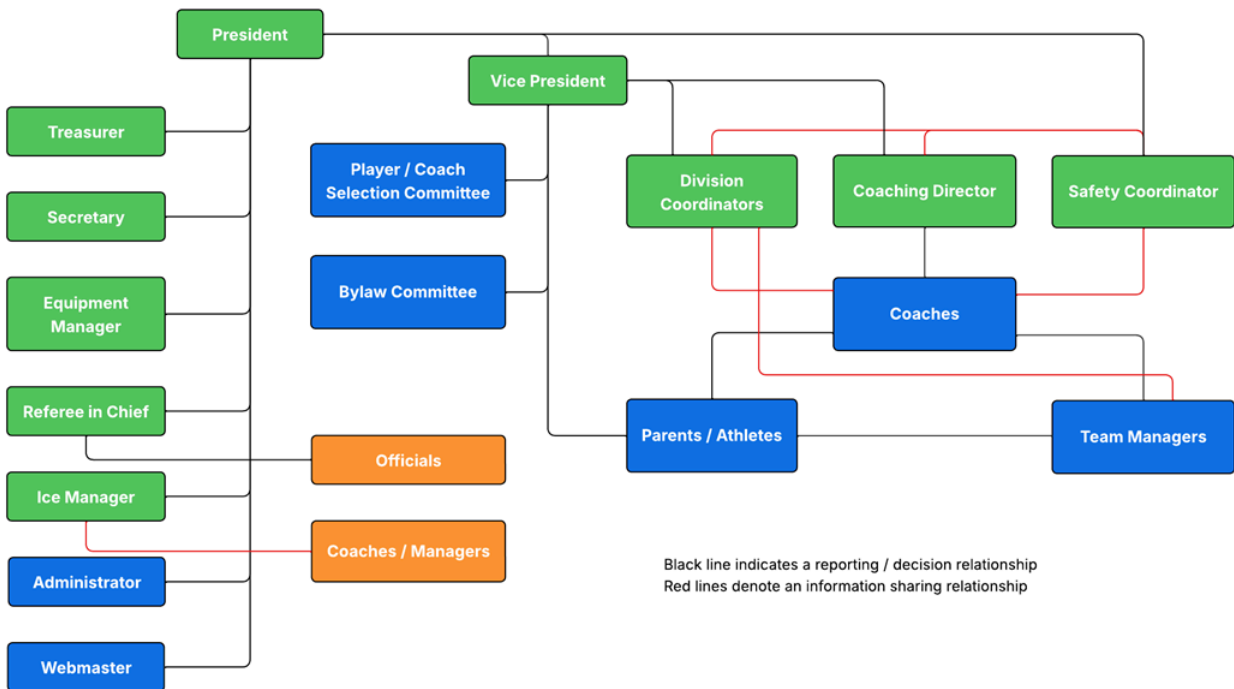 President
Vice President
Treasurer
Player / Coach
Selection Committee
Division
Coordinators
Coaching Director
Safety Coordinator
Secretary
Equipment
Manager
Bylaw Committee
Coaches
Referee in Chief
Parents / Athletes
Team Managers
Officials
Ice Manager
Coaches / Managers
Administrator
Black line indicates a reporting / decision relationship
Red lines denote an information sharing relationship
Webmaster